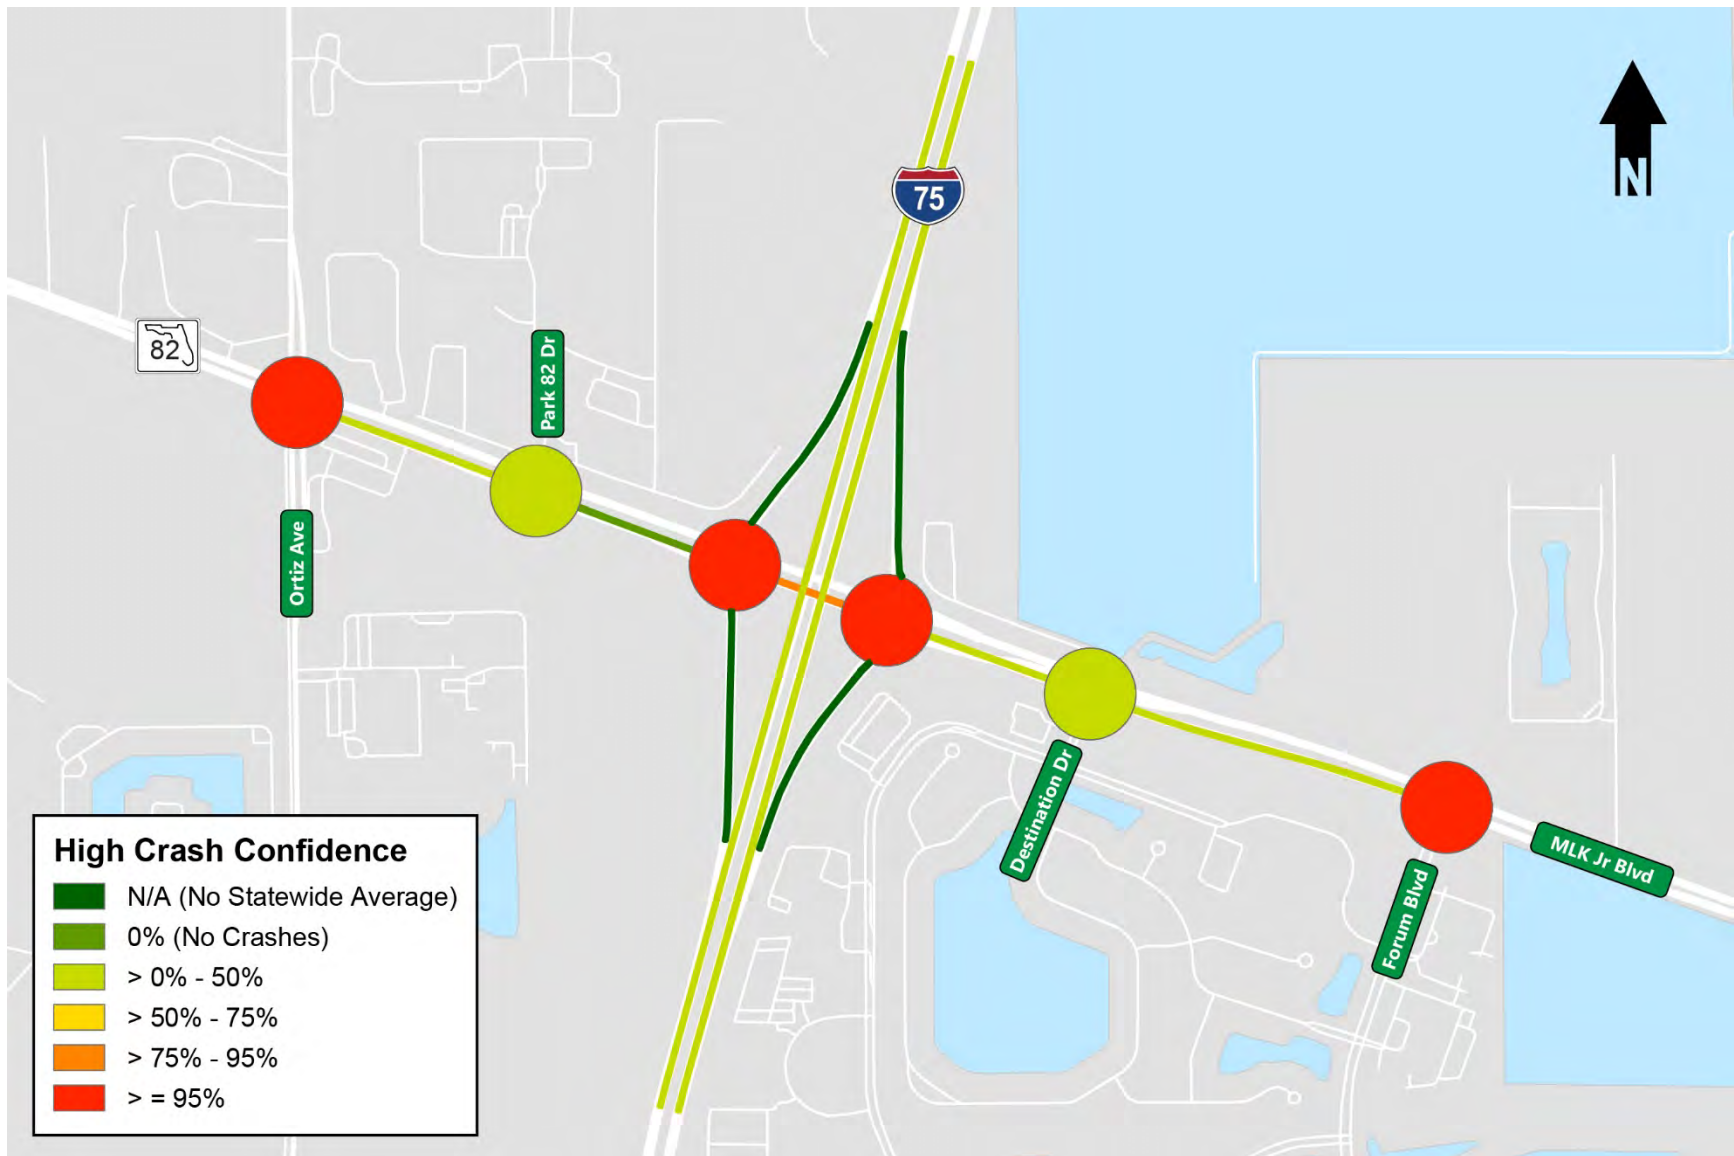 N
75
82
Park 82 Dr
Ortiz Ave
Destination Dr
MLK Jr Blvd
Forum Blvd
High Crash Confidence
N/A (No Statewide Average)
0% (No Crashes)
> 0% - 50%
> 50% - 75%
> 75% - 95%
> = 95%